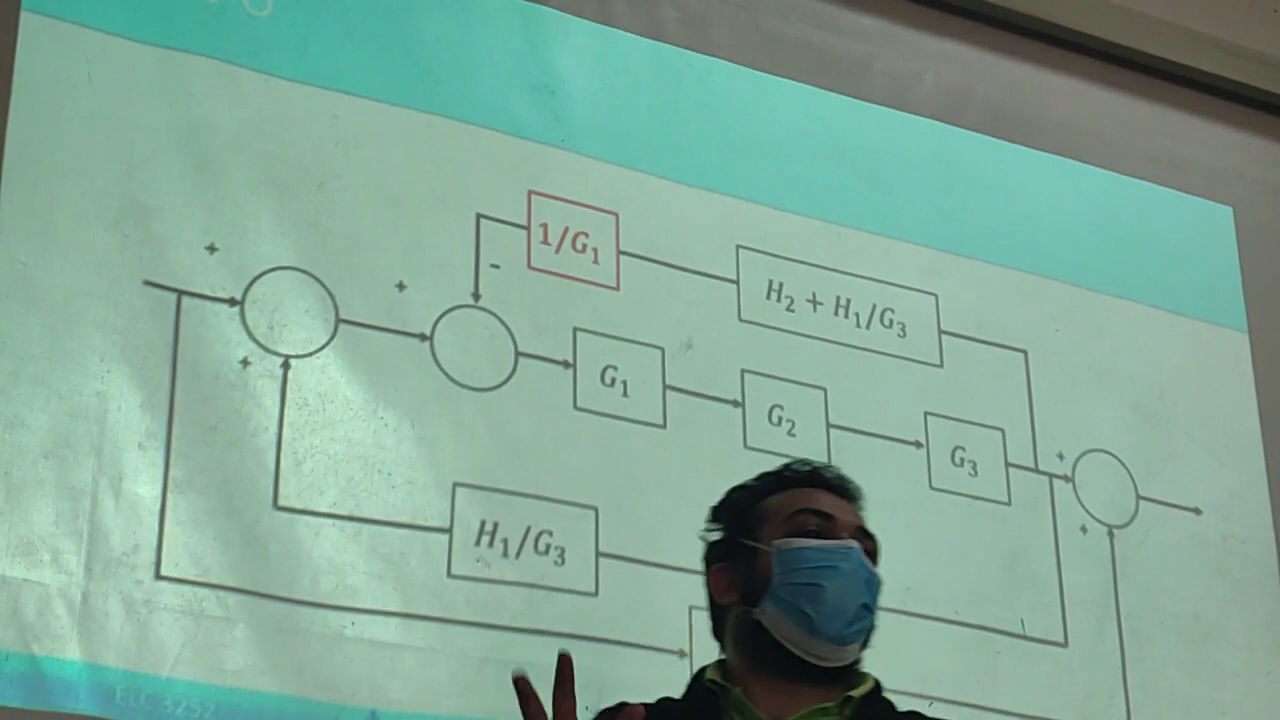 1/G₁
H₂ + H₁/G₃
+
+
-
+
G₁
G₂
G₃
+
+
H₁/G₃
ELC 3252